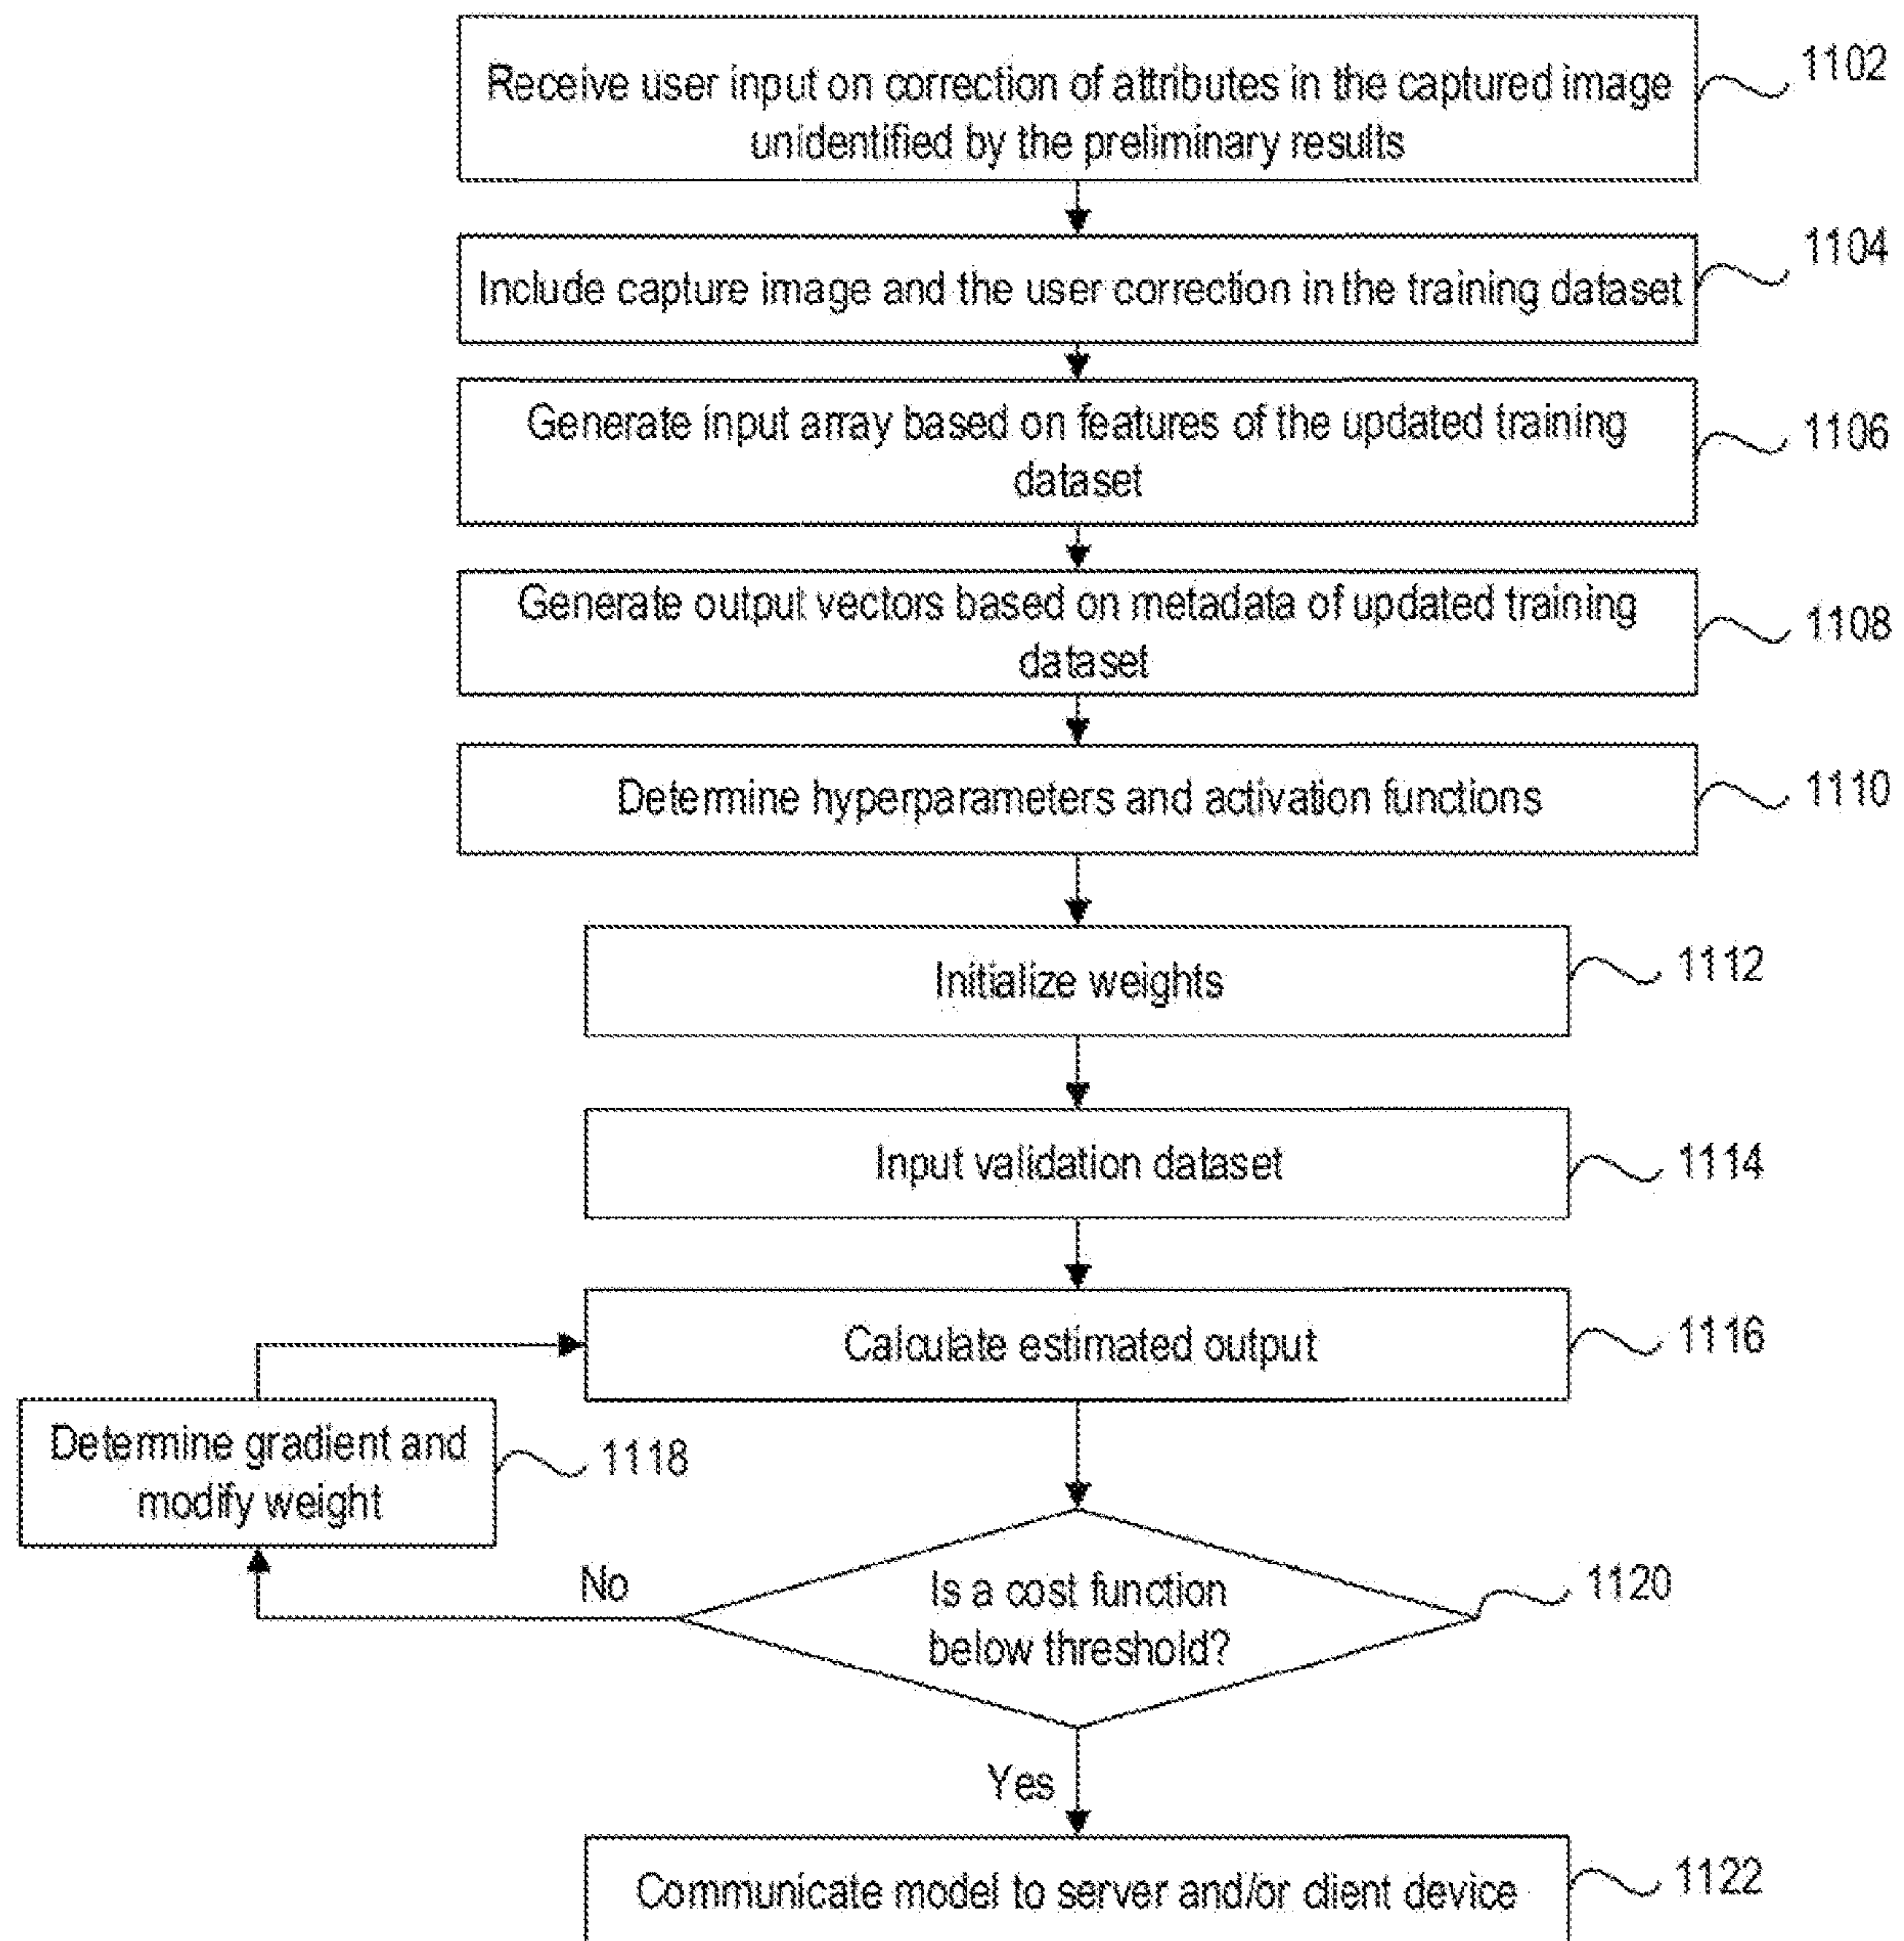 Receive user input on correction of attributes in the captured image
unidentified by the preliminary results
1102
Include capture image and the user correction in the training dataset
1104
Generate input array based on features of the updated training
dataset
1106
Generate output vectors based on metadata of updated training
dataset
1108
Determine hyperparameters and activation functions
1110
Initialize weights
1112
Input validation dataset
1114
Calculate estimated output
1116
Determine gradient and
modify weight
1118
No
Is a cost function
below threshold?
1120
Yes
Communicate model to server and/or client device
1122